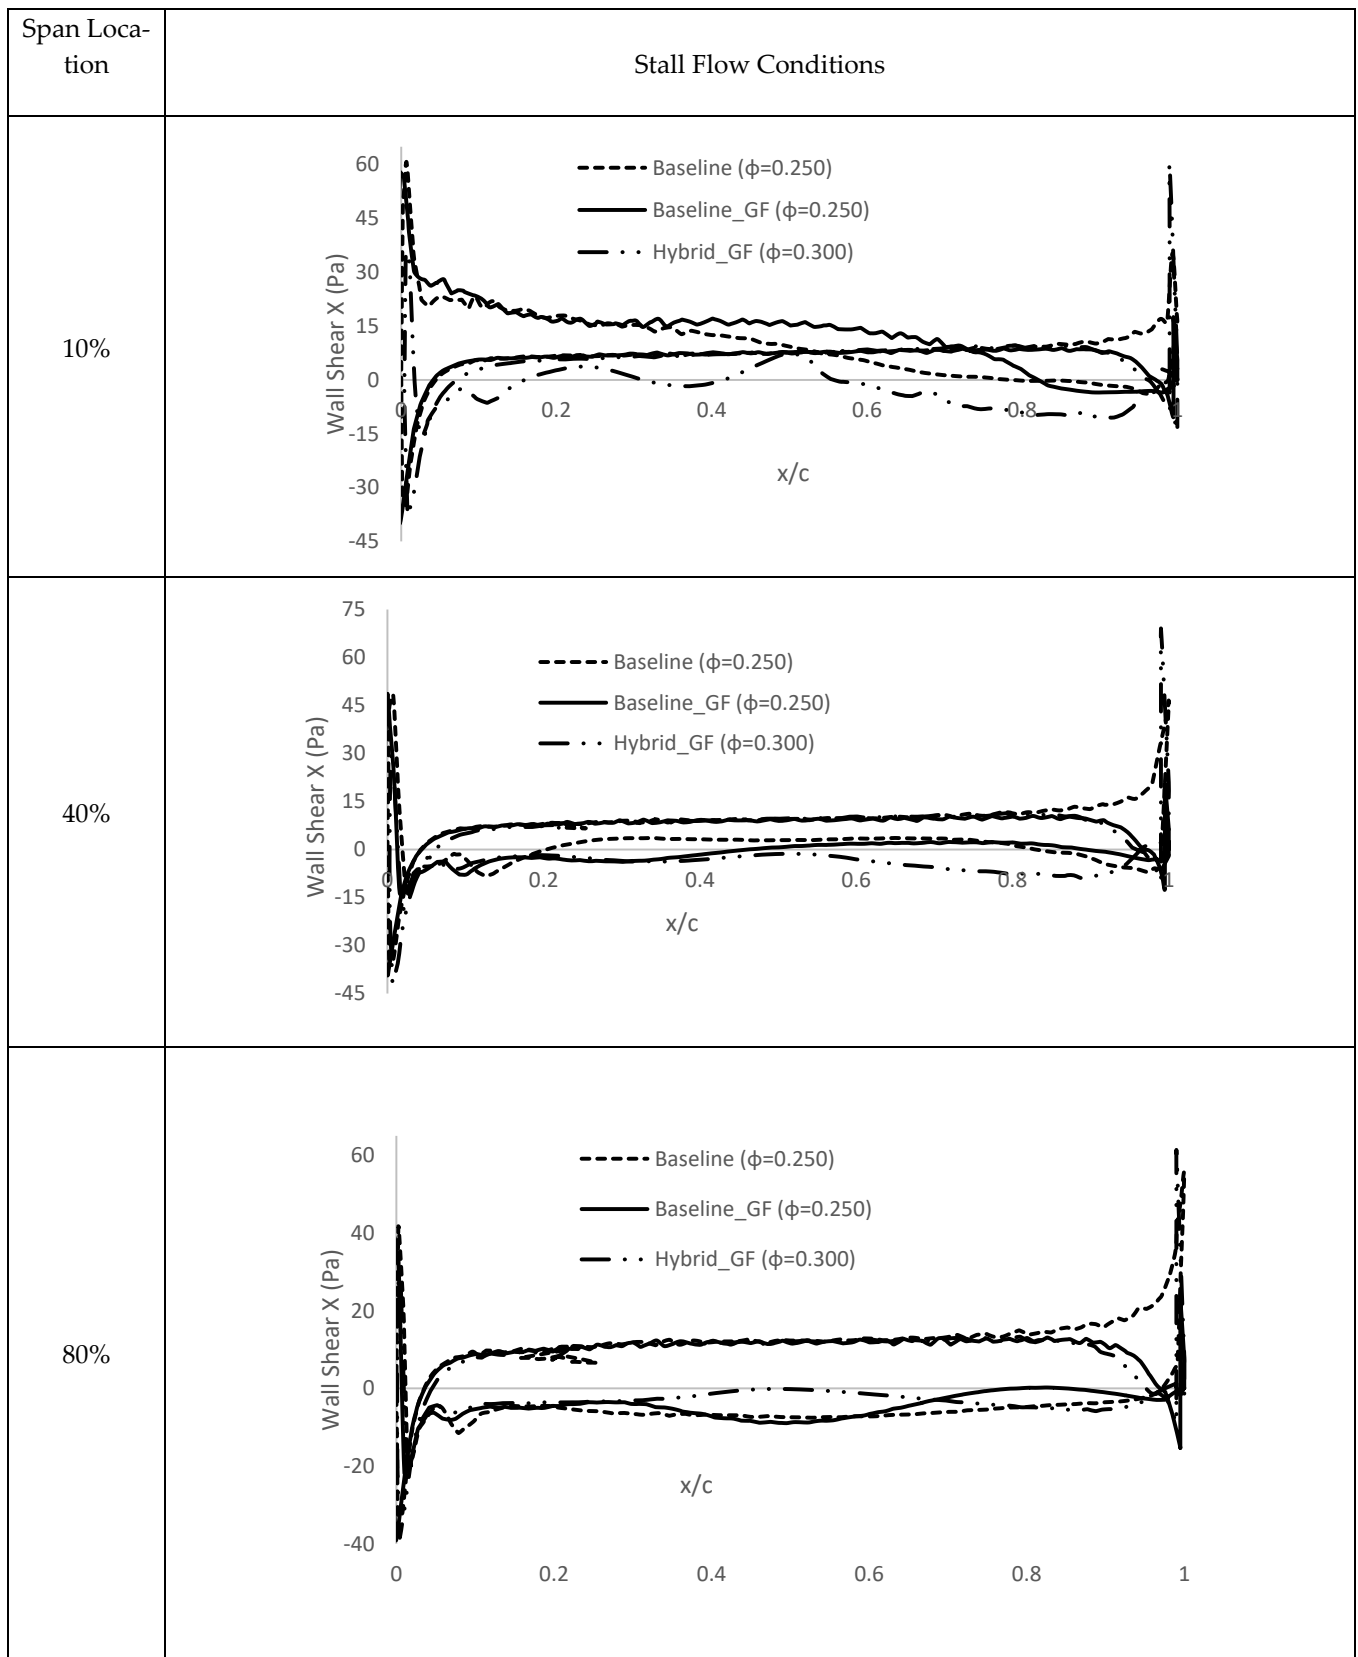 Span Loca-
tion
Stall Flow Conditions
10%
60
45
30
15
0
-15
-30
-45
Wall Shear X (Pa)
Baseline (ϕ=0.250)
Baseline_GF (ϕ=0.250)
Hybrid_GF (ϕ=0.300)
0 0.2 0.4 0.6 0.8 1
x/c
40%
75
60
45
30
15
0
-15
-30
-45
Wall Shear X (Pa)
Baseline (ϕ=0.250)
Baseline_GF (ϕ=0.250)
Hybrid_GF (ϕ=0.300)
0 0.2 0.4 0.6 0.8 1
x/c
80%
60
40
20
0
-20
-40
Wall Shear X (Pa)
Baseline (ϕ=0.250)
Baseline_GF (ϕ=0.250)
Hybrid_GF (ϕ=0.300)
x/c
0 0.2 0.4 0.6 0.8 1